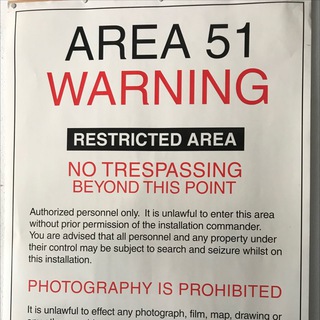 AREA 51
WARNING
RESTRICTED AREA
NO TRESPASSING
BEYOND THIS POINT
Authorized personnel only. It is unlawful to enter this area
without prior permission of the installation commander.
You are advised that all personnel and any property under
their control may be subject to search and seizure whilst on
this installation.
PHOTOGRAPHY IS PROHIBITED
It is unlawful to effect any photograph, film, map, drawing or